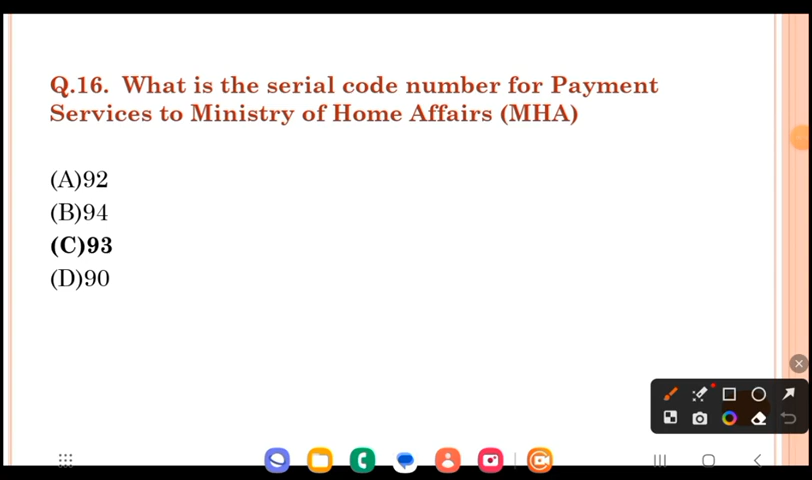 Q.16. What is the serial code number for Payment
Services to Ministry of Home Affairs (MHA)
(A)92
(B)94
(C)93
(D)90